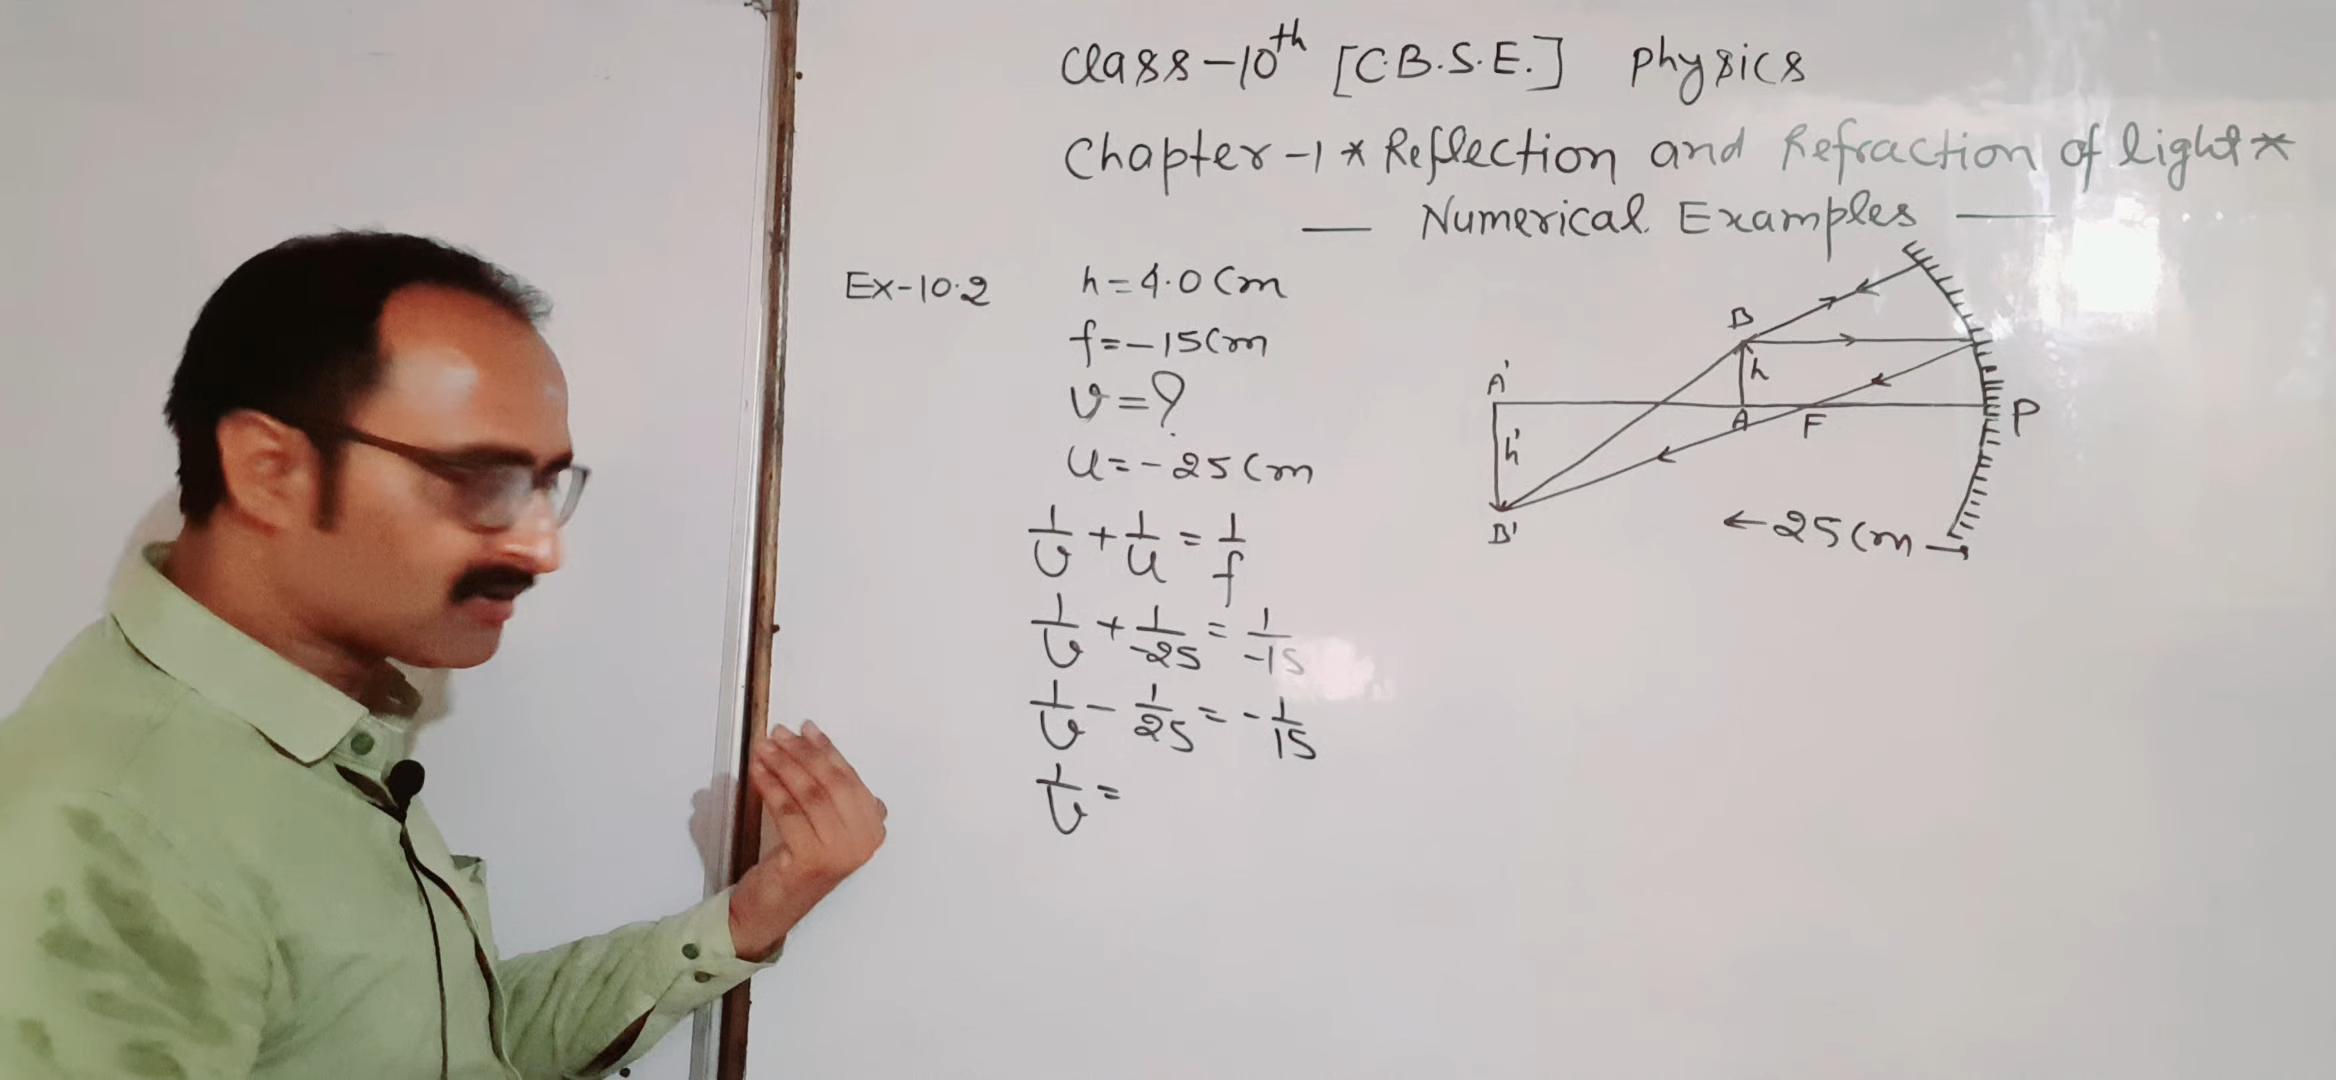 Class-10th [C.B.S.E.] Physics
Chapter-1 * Reflection and Refraction of light *
— Numerical Examples —
Ex-10.2
h = 4.0 Cm
f = -15 Cm
v = ?
u = -25 Cm
1/v + 1/u = 1/f
1/v + 1/-25 = 1/-15
1/v - 1/25 = -1/15
1/v =
B
h
A'
A
F
P
h'
B'
←25 Cm→